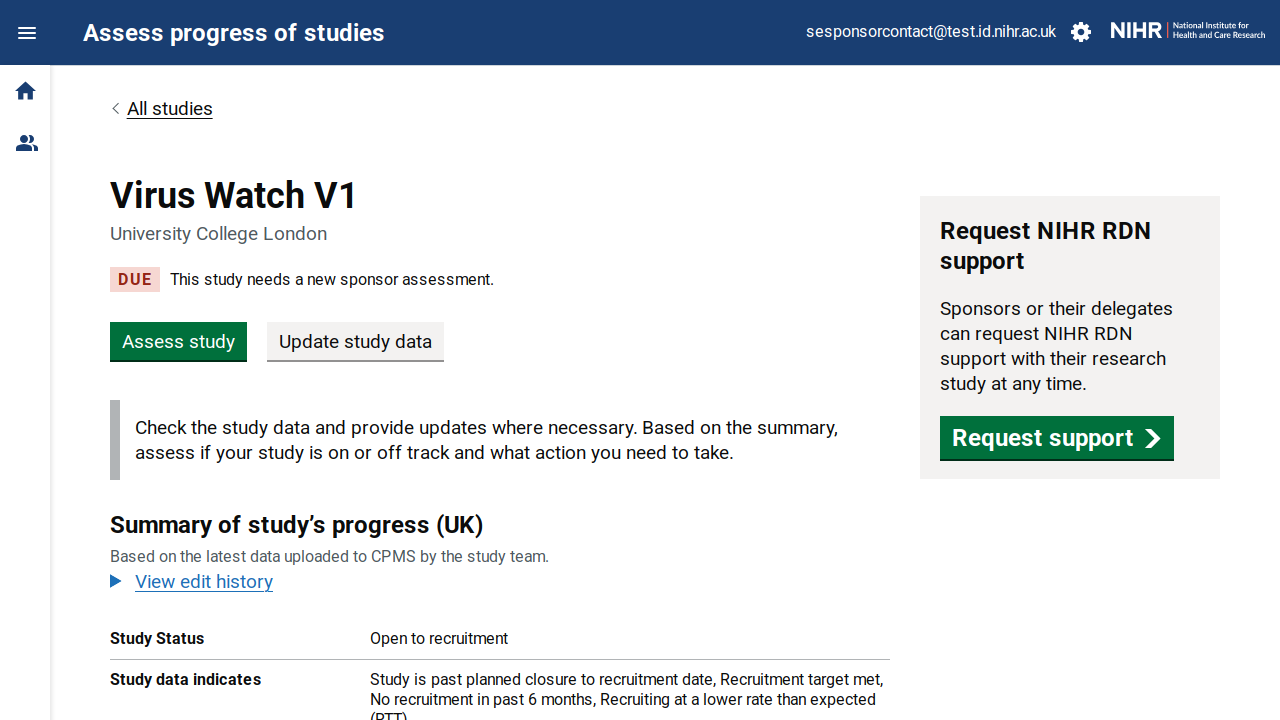 Assess progress of studies
sesponsorcontact@test.id.nihr.ac.uk
NIHR
National Institute for
Health and Care Research
All studies
Virus Watch V1
University College London
DUE
This study needs a new sponsor assessment.
Assess study
Update study data
Check the study data and provide updates where necessary. Based on the summary,
assess if your study is on or off track and what action you need to take.
Summary of study’s progress (UK)
Based on the latest data uploaded to CPMS by the study team.
View edit history
Study Status
Open to recruitment
Study data indicates
Study is past planned closure to recruitment date, Recruitment target met,
No recruitment in past 6 months, Recruiting at a lower rate than expected
(RTT)
Request NIHR RDN
support
Sponsors or their delegates
can request NIHR RDN
support with their research
study at any time.
Request support